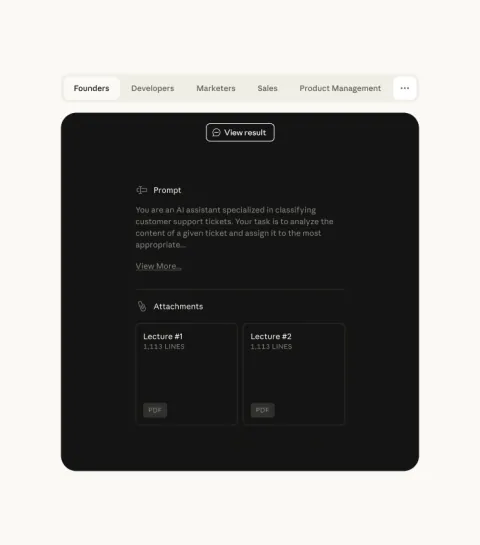 Founders Developers Marketers Sales Product Management ...
View result
Prompt
You are an AI assistant specialized in classifying
customer support tickets. Your task is to analyze the
content of a given ticket and assign it to the most
appropriate...
View More...
Attachments
Lecture #1 Lecture #2
1,113 LINES 1,113 LINES
PDF PDF